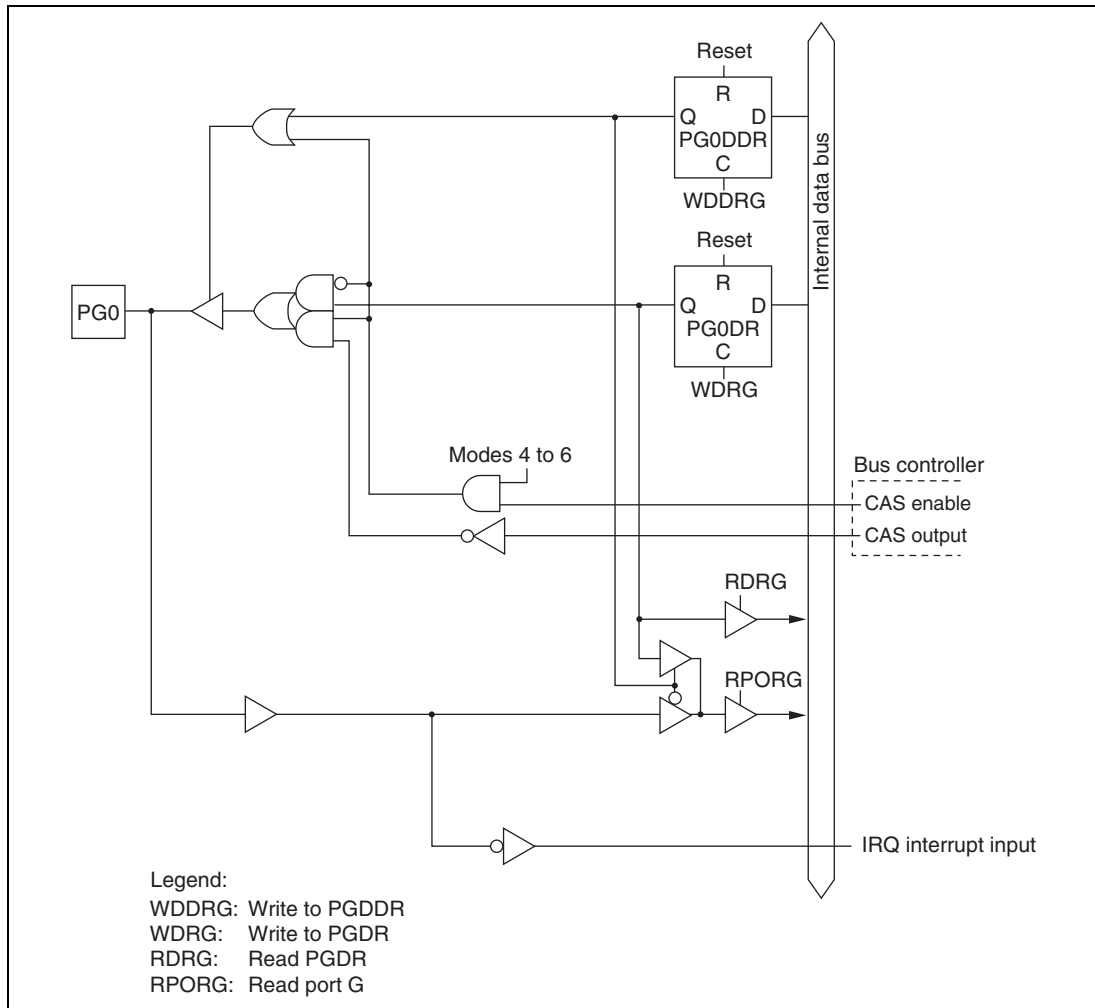 Reset
R
Q D
PG0DDR
C
WDDRG
Reset
R
Q D
PG0DR
C
WDRG
Internal data bus
PG0
Modes 4 to 6
Bus controller
CAS enable
CAS output
RDRG
RPORG
IRQ interrupt input
Legend:
WDDRG: Write to PGDDR
WDRG: Write to PGDR
RDRG: Read PGDR
RPORG: Read port G